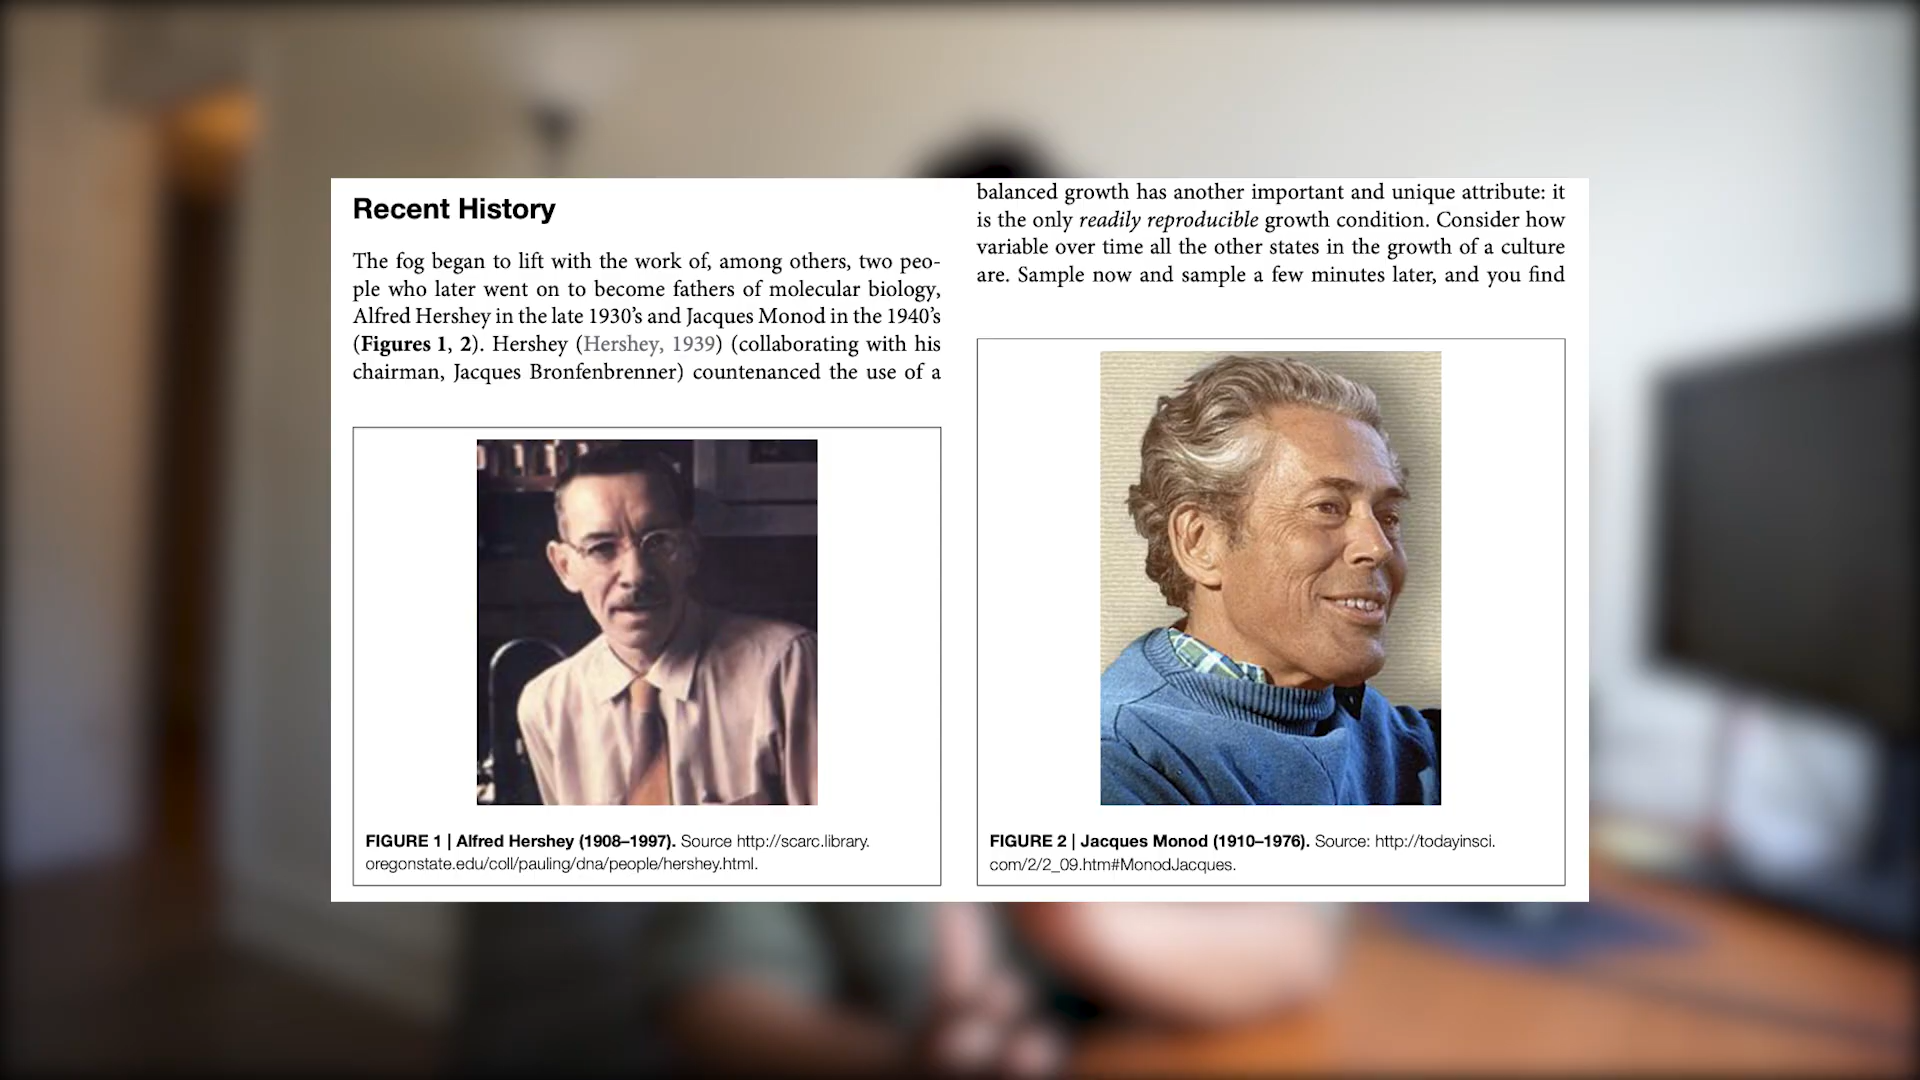 Recent History
The fog began to lift with the work of, among others, two peo-
ple who later went on to become fathers of molecular biology,
Alfred Hershey in the late 1930’s and Jacques Monod in the 1940’s
(Figures 1, 2). Hershey (Hershey, 1939) (collaborating with his
chairman, Jacques Bronfenbrenner) countenanced the use of a
FIGURE 1 | Alfred Hershey (1908–1997). Source http://scarc.library.
oregonstate.edu/coll/pauling/dna/people/hershey.html.
balanced growth has another important and unique attribute: it
is the only readily reproducible growth condition. Consider how
variable over time all the other states in the growth of a culture
are. Sample now and sample a few minutes later, and you find
FIGURE 2 | Jacques Monod (1910–1976). Source: http://todayinsci.
com/2/2_09.htm#MonodJacques.